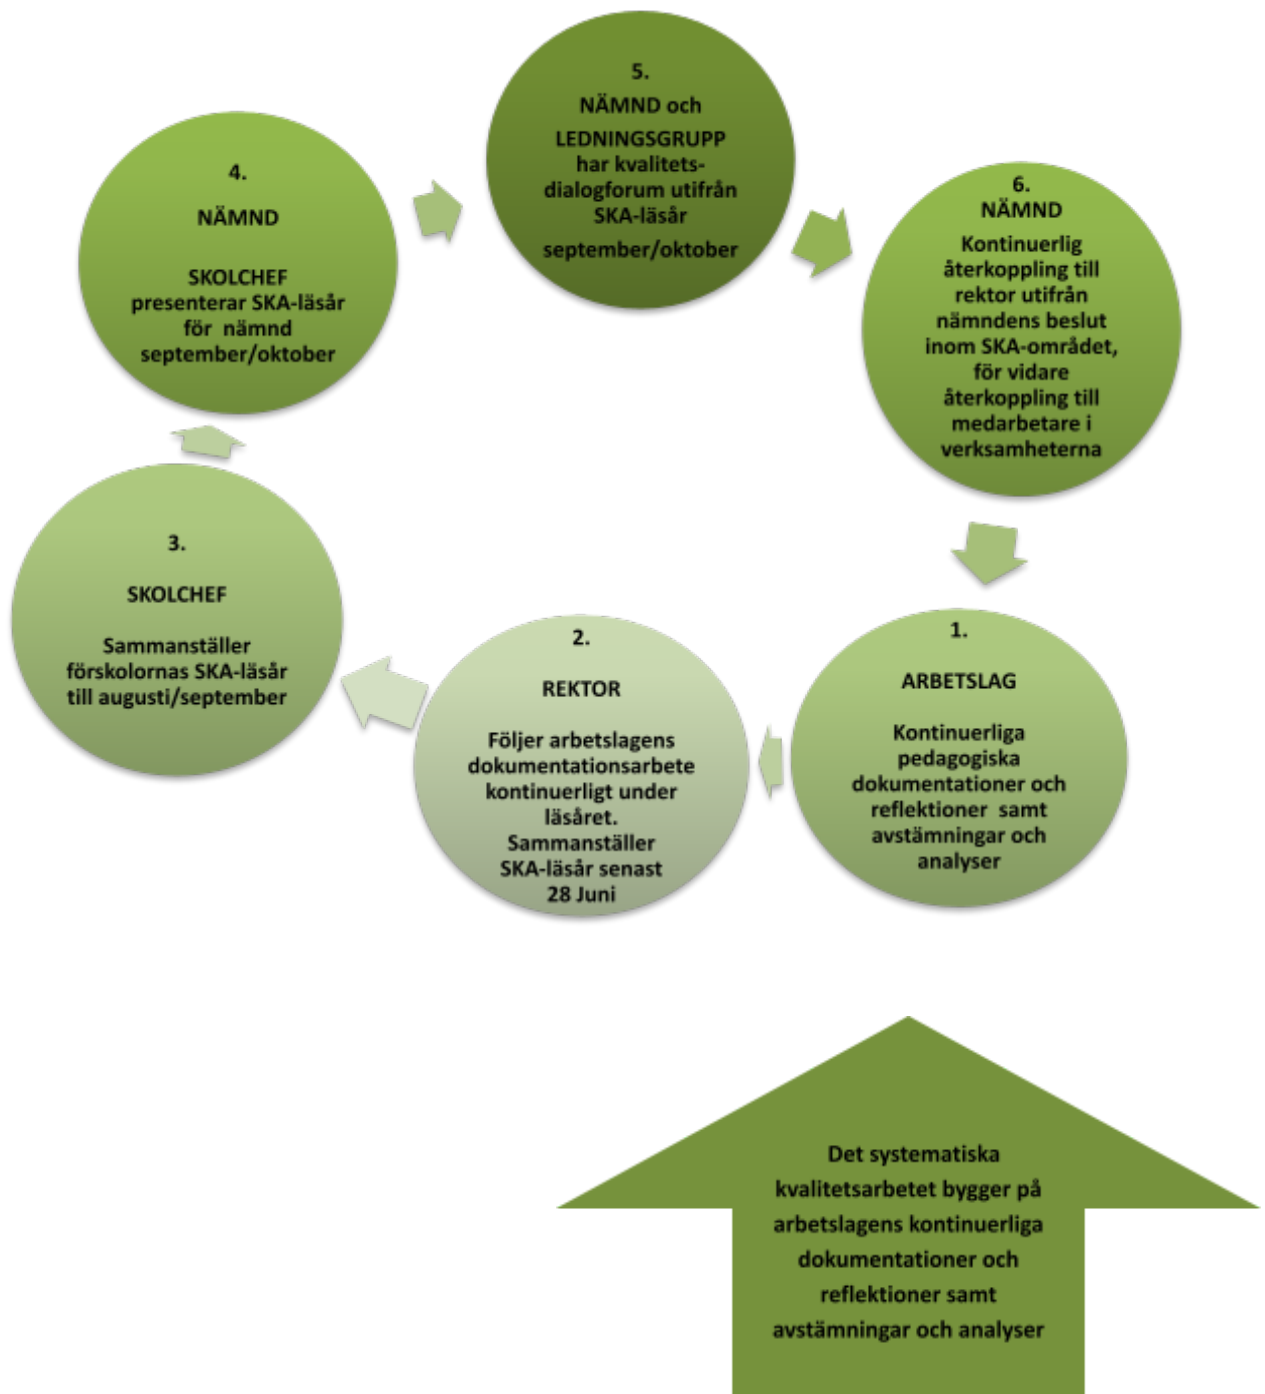 5.
NÄMND och
LEDNINGSGRUPP
har kvalitets-
dialogforum utifrån
SKA-läsår
september/oktober
4.
NÄMND
SKOLCHEF
presenterar SKA-läsår
för nämnd
september/oktober
6.
NÄMND
Kontinuerlig
återkoppling till
rektor utifrån
nämndens beslut
inom SKA-området,
för vidare
återkoppling till
medarbetare i
verksamheterna
3.
SKOLCHEF
Sammanställer
förskolornas SKA-läsår
till augusti/september
2.
REKTOR
Följer arbetslagens
dokumentationsarbete
kontinuerligt under
läsåret.
Sammanställer
SKA-läsår senast
28 Juni
1.
ARBETSLAG
Kontinuerliga
pedagogiska
dokumentationer och
reflektioner samt
avstämningar och
analyser
Det systematiska
kvalitetsarbetet bygger på
arbetslagens kontinuerliga
dokumentationer och
reflektioner samt
avstämningar och analyser